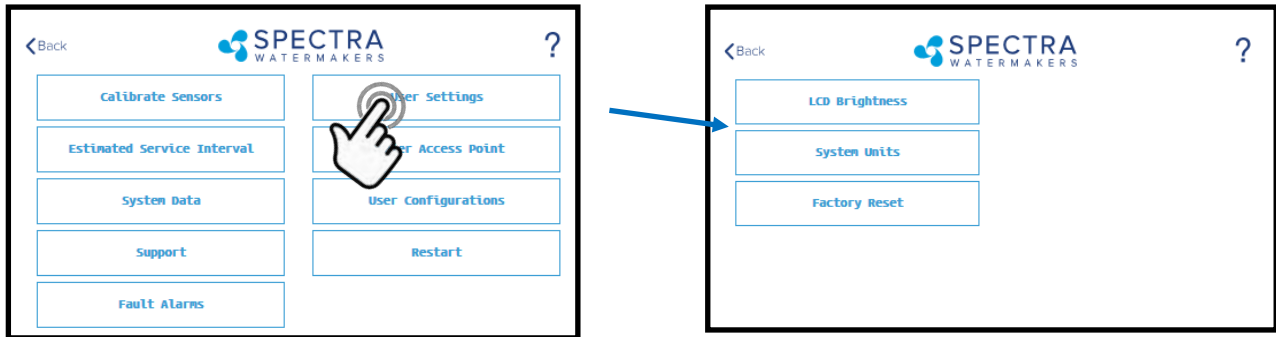 Back
SPECTRA
WATERMAKERS
?
Calibrate Sensors
User Settings
Estimated Service Interval
Access Point
System Data
User Configurations
Support
Restart
Fault Alarms
Back
SPECTRA
WATERMAKERS
?
LCD Brightness
System Units
Factory Reset